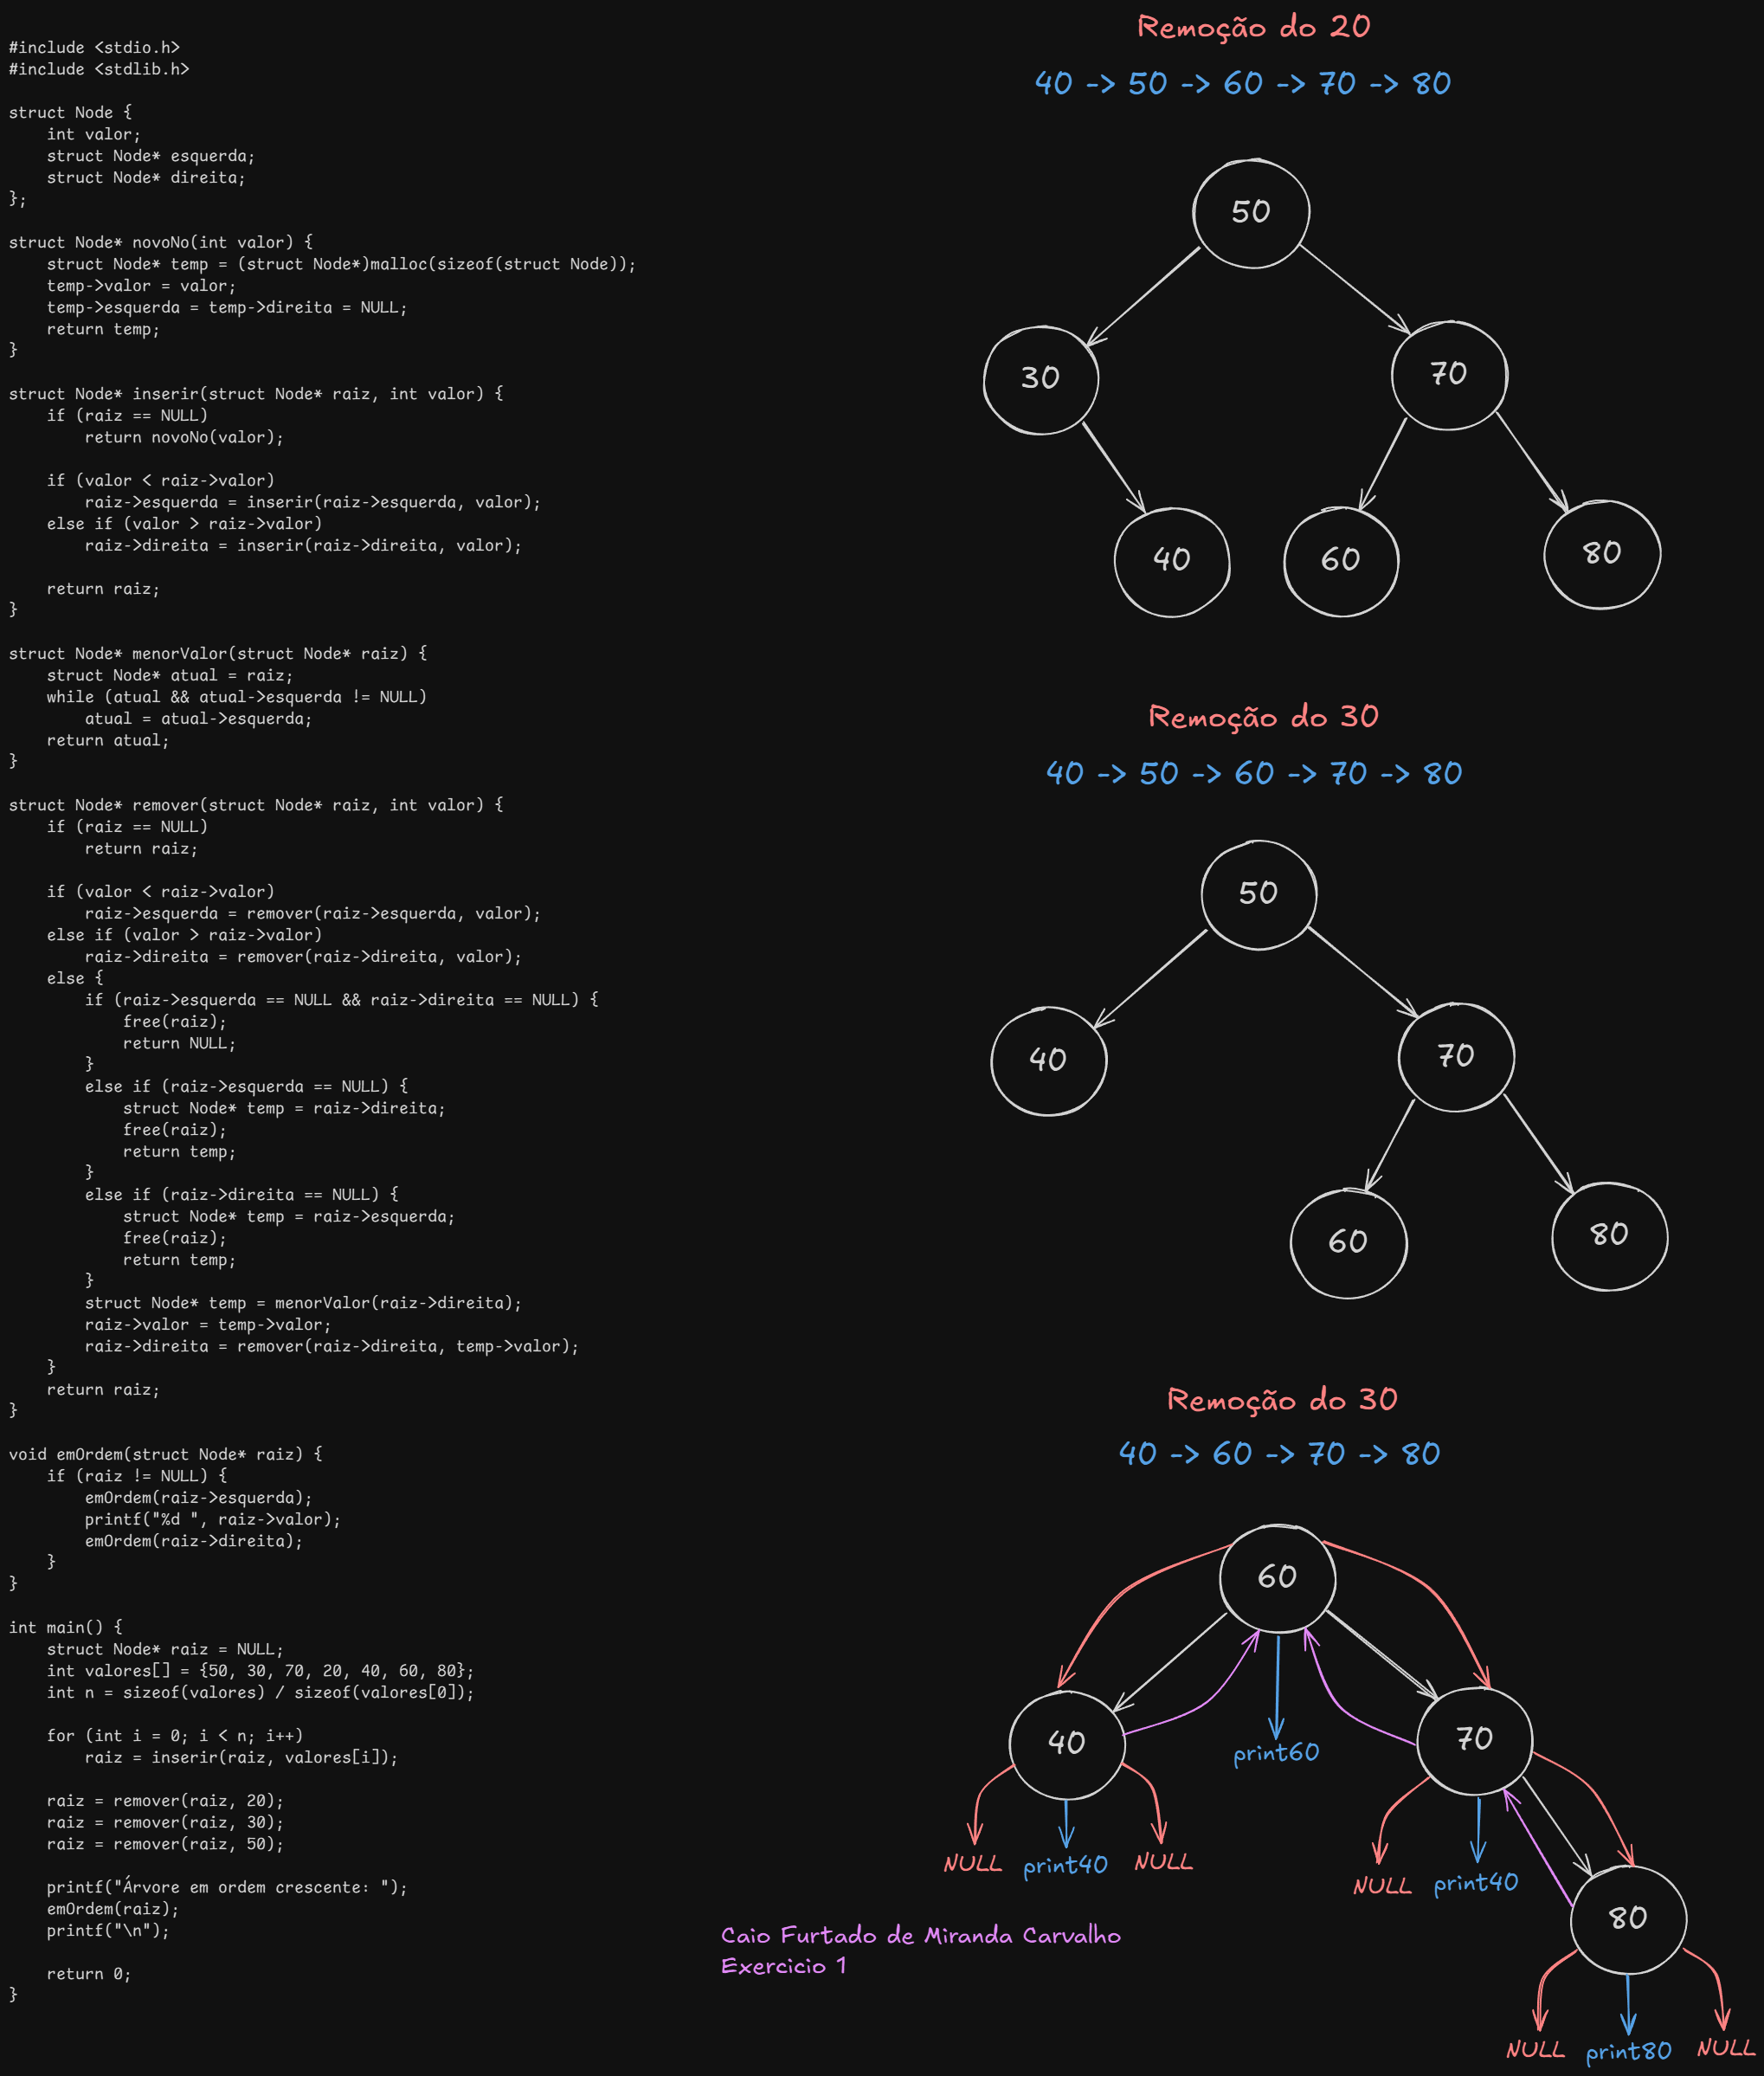 #include <stdio.h>
#include <stdlib.h>
struct Node {
    int valor;
    struct Node* esquerda;
    struct Node* direita;
};
struct Node* novoNo(int valor) {
    struct Node* temp = (struct Node*)malloc(sizeof(struct Node));
    temp->valor = valor;
    temp->esquerda = temp->direita = NULL;
    return temp;
}
struct Node* inserir(struct Node* raiz, int valor) {
    if (raiz == NULL)
        return novoNo(valor);
    if (valor < raiz->valor)
        raiz->esquerda = inserir(raiz->esquerda, valor);
    else if (valor > raiz->valor)
        raiz->direita = inserir(raiz->direita, valor);
    return raiz;
}
struct Node* menorValor(struct Node* raiz) {
    struct Node* atual = raiz;
    while (atual && atual->esquerda != NULL)
        atual = atual->esquerda;
    return atual;
}
struct Node* remover(struct Node* raiz, int valor) {
    if (raiz == NULL)
        return raiz;
    if (valor < raiz->valor)
        raiz->esquerda = remover(raiz->esquerda, valor);
    else if (valor > raiz->valor)
        raiz->direita = remover(raiz->direita, valor);
    else {
        if (raiz->esquerda == NULL && raiz->direita == NULL) {
            free(raiz);
            return NULL;
        }
        else if (raiz->esquerda == NULL) {
            struct Node* temp = raiz->direita;
            free(raiz);
            return temp;
        }
        else if (raiz->direita == NULL) {
            struct Node* temp = raiz->esquerda;
            free(raiz);
            return temp;
        }
        struct Node* temp = menorValor(raiz->direita);
        raiz->valor = temp->valor;
        raiz->direita = remover(raiz->direita, temp->valor);
    }
    return raiz;
}
void emOrdem(struct Node* raiz) {
    if (raiz != NULL) {
        emOrdem(raiz->esquerda);
        printf("%d ", raiz->valor);
        emOrdem(raiz->direita);
    }
}
int main() {
    struct Node* raiz = NULL;
    int valores[] = {50, 30, 70, 20, 40, 60, 80};
    int n = sizeof(valores) / sizeof(valores[0]);
    for (int i = 0; i < n; i++)
        raiz = inserir(raiz, valores[i]);
    raiz = remover(raiz, 20);
    raiz = remover(raiz, 30);
    raiz = remover(raiz, 50);
    printf("Árvore em ordem crescente: ");
    emOrdem(raiz);
    printf("\n");
    return 0;
}
Remoção do 20
40 -> 50 -> 60 -> 70 -> 80
50
30
70
40
60
80
Remoção do 30
40 -> 50 -> 60 -> 70 -> 80
50
40
70
60
80
Remoção do 30
40 -> 60 -> 70 -> 80
60
40
70
print60
NULL
print40
NULL
NULL
print40
80
NULL
print80
NULL
Caio Furtado de Miranda Carvalho
Exercicio 1